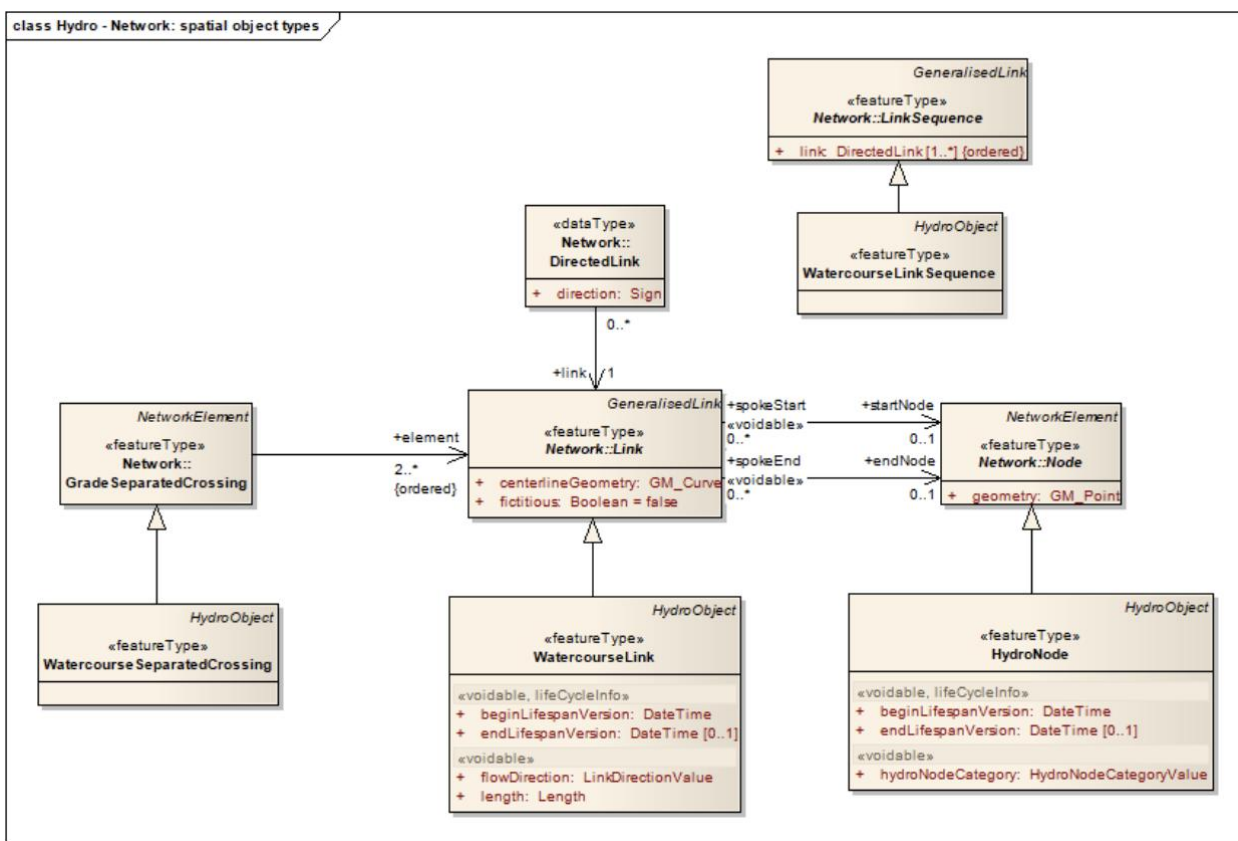 class Hydro - Network: spatial object types
GeneralisedLink
«featureType»
Network::LinkSequence
+ link: DirectedLink [1..*] {ordered}
HydroObject
«featureType»
WatercourseLinkSequence
«dataType»
Network::
DirectedLink
+ direction: Sign
0..*
+link 1
NetworkElement
«featureType»
Network::
GradeSeparatedCrossing
+element
2..*
{ordered}
GeneralisedLink
«featureType»
Network::Link
+ centerlineGeometry: GM_Curve
+ fictitious: Boolean = false
+spokeStart +startNode
«voidable»
0..* 0..1
+spokeEnd +endNode
«voidable»
0..* 0..1
NetworkElement
«featureType»
Network::Node
+ geometry: GM_Point
HydroObject
«featureType»
WatercourseSeparatedCrossing
HydroObject
«featureType»
WatercourseLink
«voidable, lifeCycleInfo»
+ beginLifespanVersion: DateTime
+ endLifespanVersion: DateTime [0..1]
«voidable»
+ flowDirection: LinkDirectionValue
+ length: Length
HydroObject
«featureType»
HydroNode
«voidable, lifeCycleInfo»
+ beginLifespanVersion: DateTime
+ endLifespanVersion: DateTime [0..1]
«voidable»
+ hydroNodeCategory: HydroNodeCategoryValue